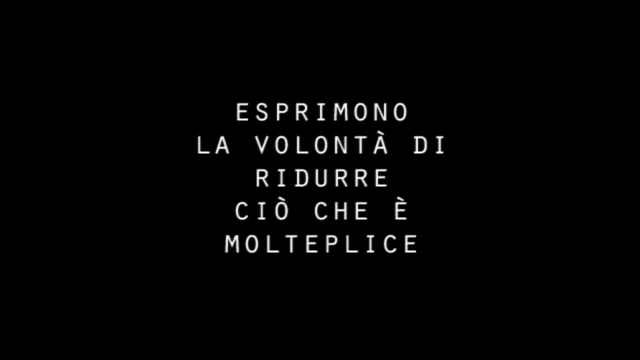 ESPRIMONO
LA VOLONTÀ DI
RIDURRE
CIÒ CHE È
MOLTEPLICE